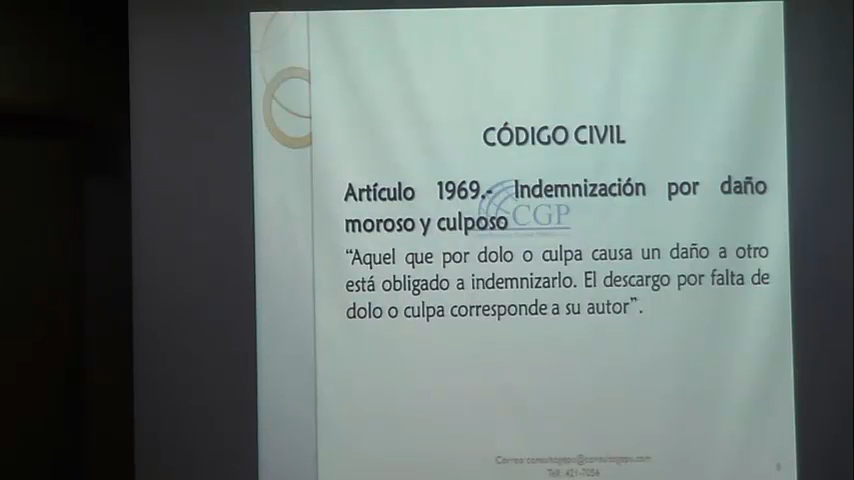 CÓDIGO CIVIL
Artículo 1969.- Indemnización por daño
moroso y culposo
CGP
“Aquel que por dolo o culpa causa un daño a otro
está obligado a indemnizarlo. El descargo por falta de
dolo o culpa corresponde a su autor”.